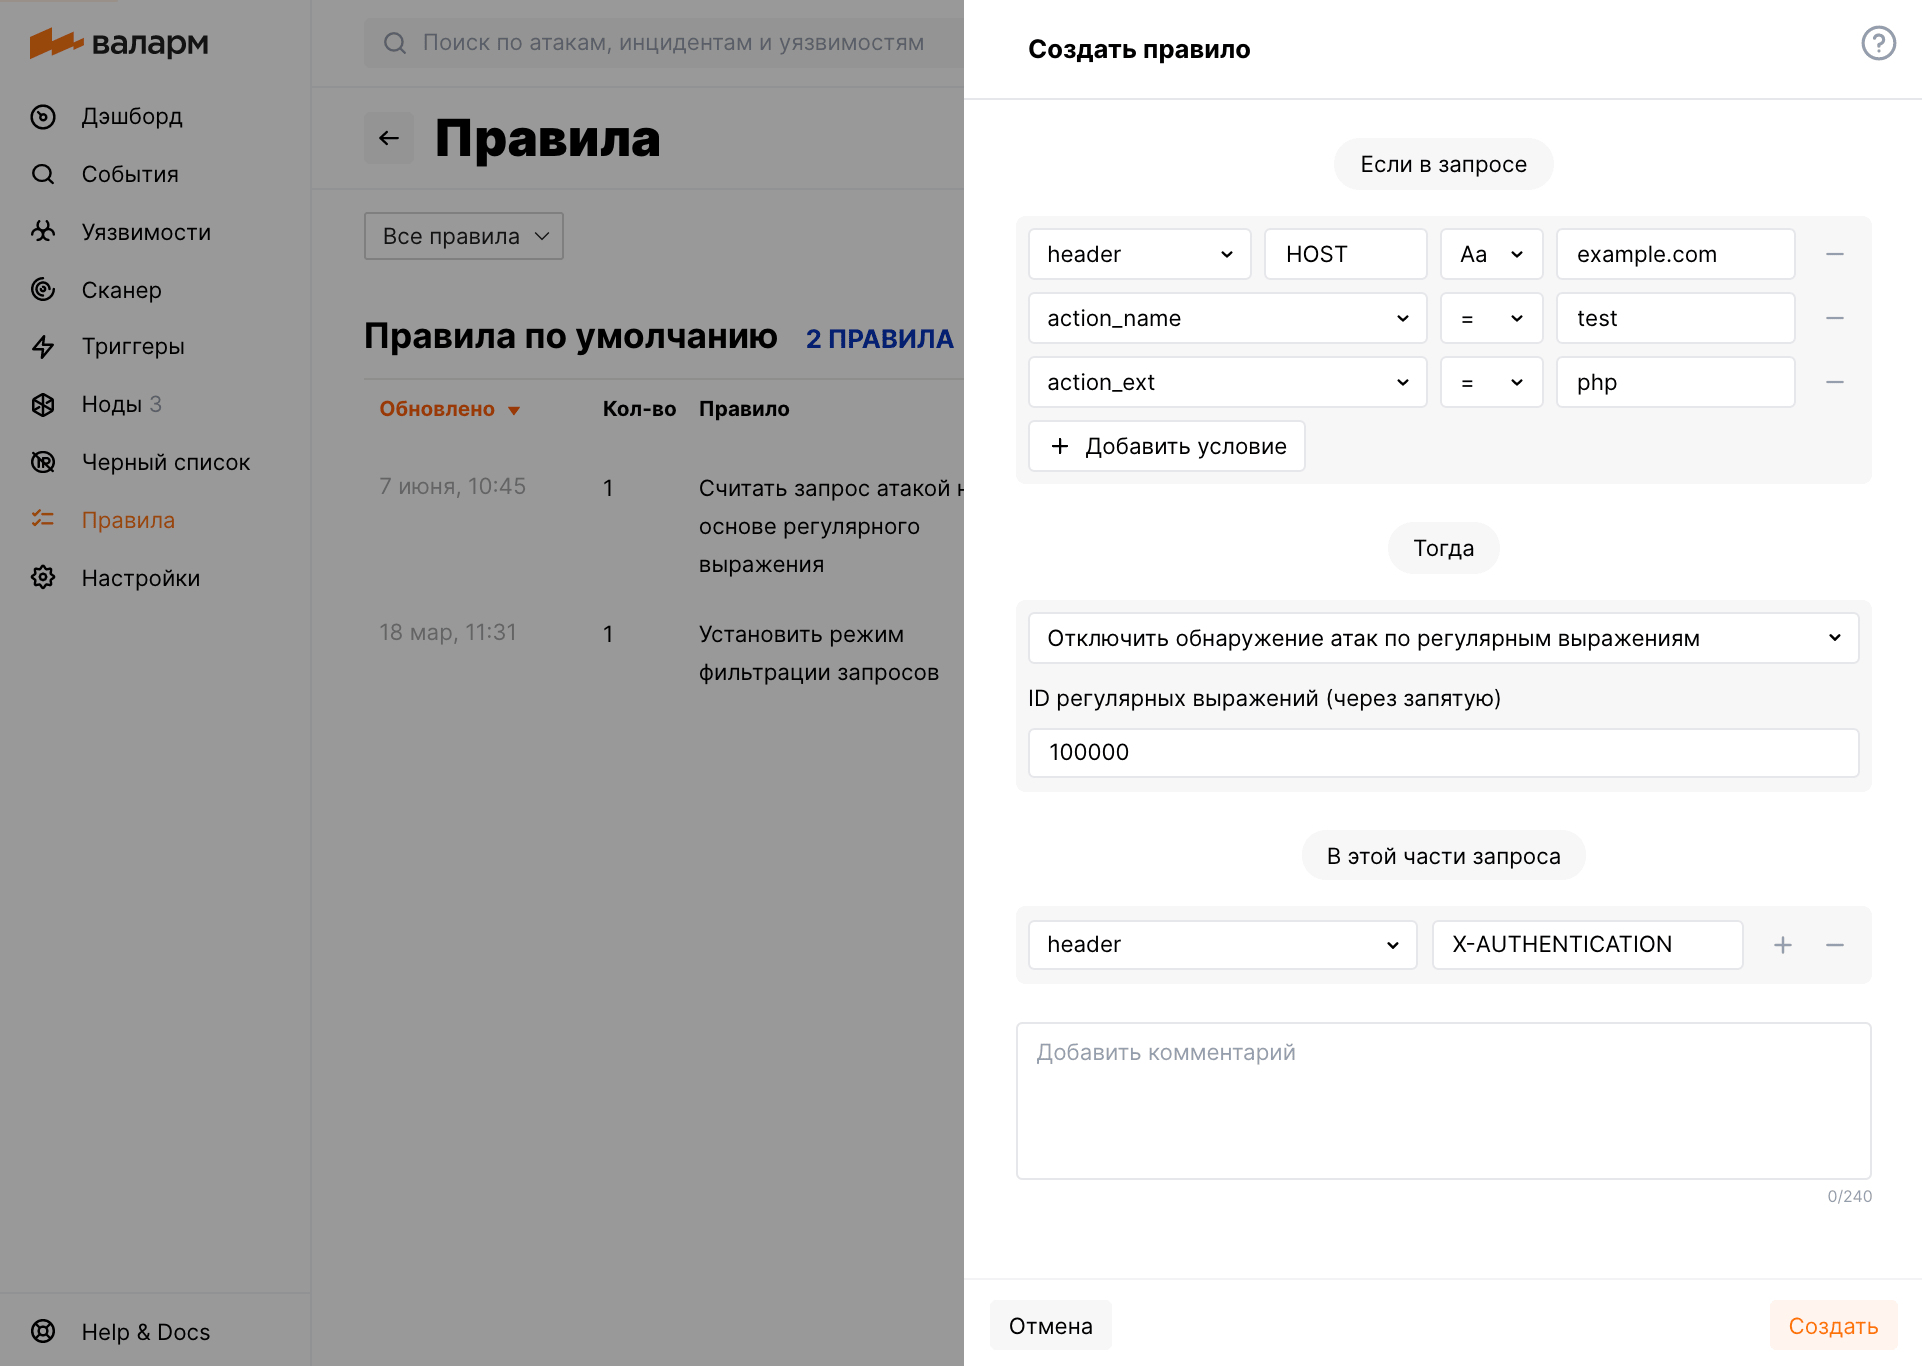 валарм
Дэшборд
События
Уязвимости
Сканер
Триггеры
Ноды 3
Черный список
Правила
Настройки
Help & Docs
Поиск по атакам, инцидентам и уязвимостям
Правила
Все правила
Правила по умолчанию 2 ПРАВИЛА
Обновлено Кол-во Правило
7 июня, 10:45 1 Считать запрос атакой н
основе регулярного
выражения
18 мар, 11:31 1 Установить режим
фильтрации запросов
Создать правило
Если в запросе
header HOST Aa example.com
action_name = test
action_ext = php
+ Добавить условие
Тогда
Отключить обнаружение атак по регулярным выражениям
ID регулярных выражений (через запятую)
100000
В этой части запроса
header X-AUTHENTICATION
Добавить комментарий
0/240
Отмена Создать